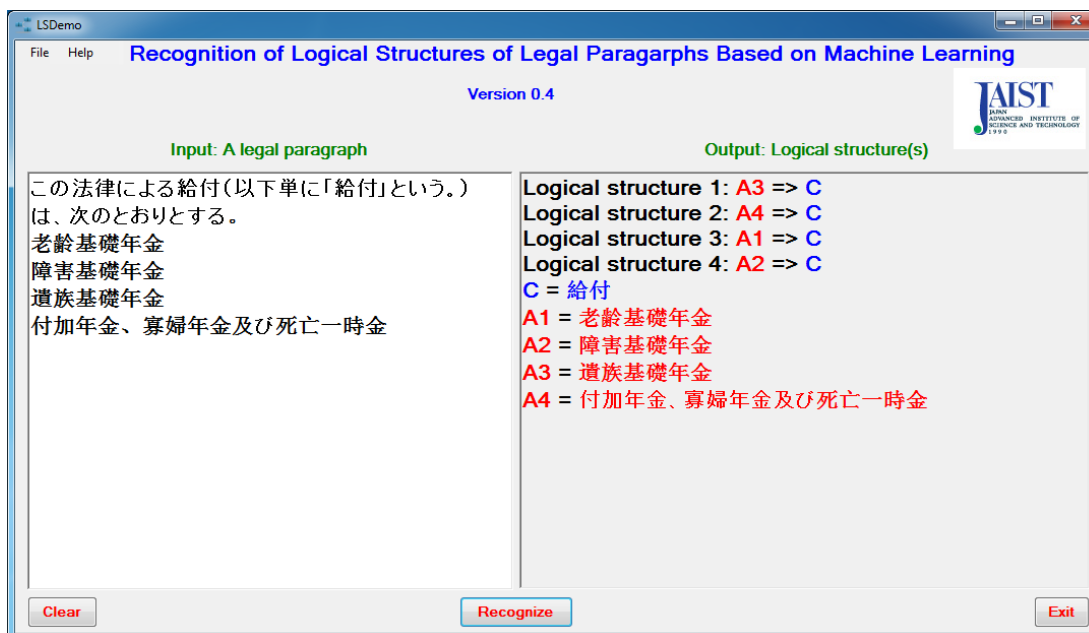 LSDemo
File Help
Recognition of Logical Structures of Legal Paragarphs Based on Machine Learning
Version 0.4
JAIST
JAPAN
ADVANCED INSTITUTE OF
SCIENCE AND TECHNOLOGY
1990
Input: A legal paragraph
この法律による給付(以下単に「給付」という。)
は、次のとおりとする。
老齢基礎年金
障害基礎年金
遺族基礎年金
付加年金、寡婦年金及び死亡一時金
Output: Logical structure(s)
Logical structure 1: A3 => C
Logical structure 2: A4 => C
Logical structure 3: A1 => C
Logical structure 4: A2 => C
C = 給付
A1 = 老齢基礎年金
A2 = 障害基礎年金
A3 = 遺族基礎年金
A4 = 付加年金、寡婦年金及び死亡一時金
Clear
Recognize
Exit